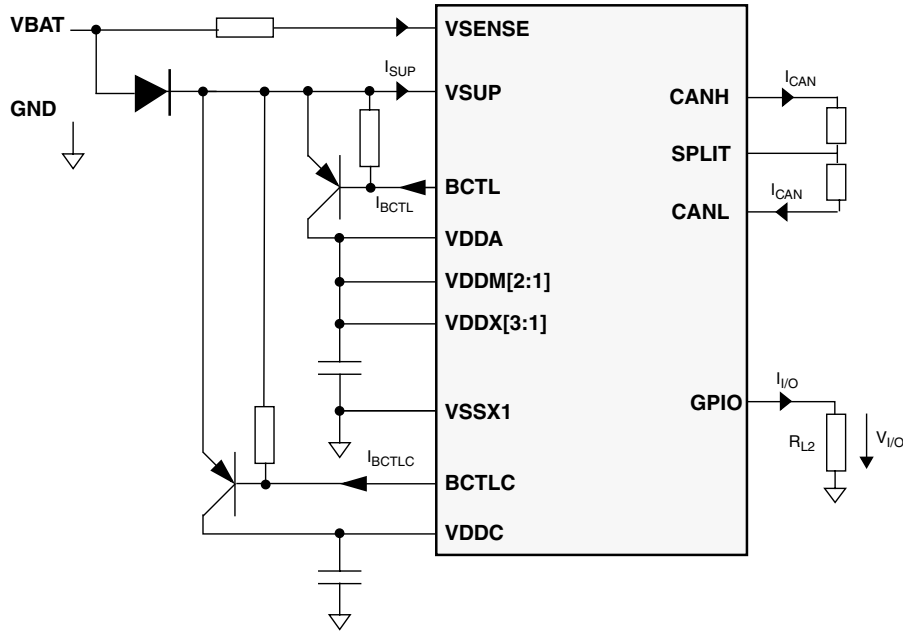 VBAT
VSENSE
I_SUP
VSUP
GND
CANH
I_CAN
SPLIT
BCTL
I_BCTL
I_CAN
CANL
VDDA
VDDM[2:1]
VDDX[3:1]
I_I/O
VSSX1
GPIO
R_L2
V_I/O
I_BCTLC
BCTLC
VDDC